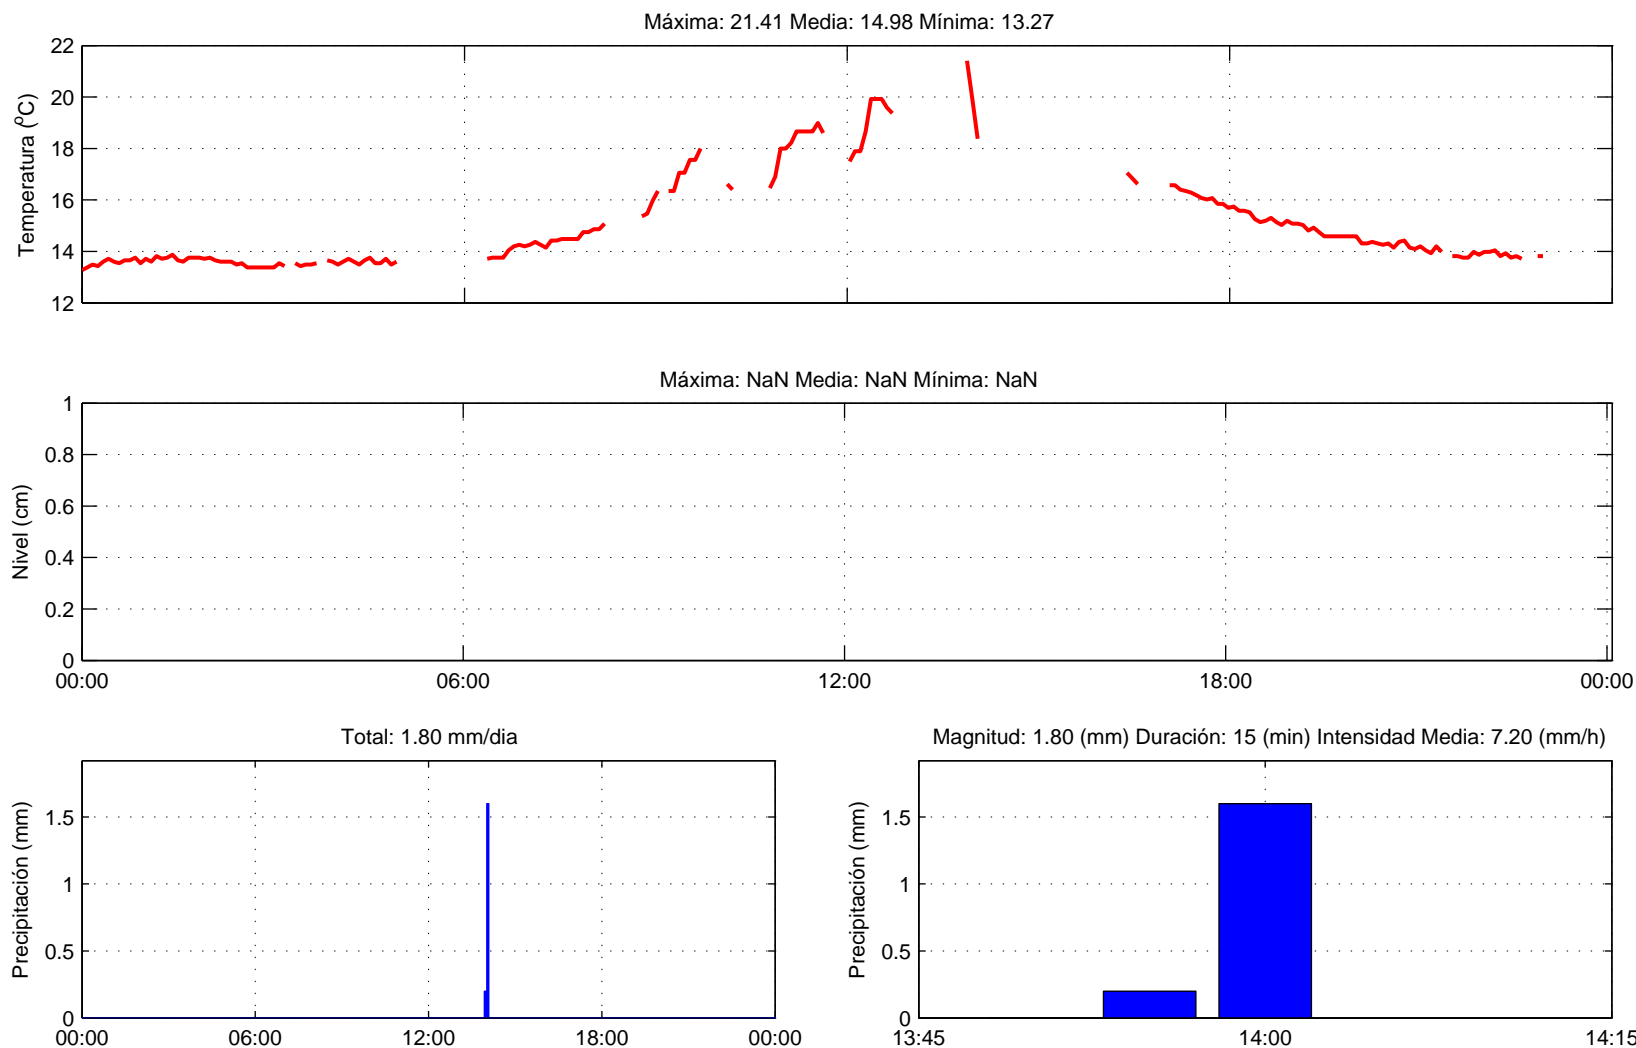 Máxima: 21.41 Media: 14.98 Mínima: 13.27
Temperatura (ºC)
22
20
18
16
14
12
Máxima: NaN Media: NaN Mínima: NaN
Nivel (cm)
1
0.8
0.6
0.4
0.2
0
00:00 06:00 12:00 18:00 00:00
Total: 1.80 mm/dia
Precipitación (mm)
1.5
1
0.5
0
00:00 06:00 12:00 18:00 00:00
Magnitud: 1.80 (mm) Duración: 15 (min) Intensidad Media: 7.20 (mm/h)
Precipitación (mm)
1.5
1
0.5
0
13:45 14:00 14:15